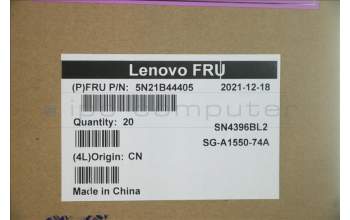 Lenovo FRU
(P)FRU P/N: 5N21B44405 2021-12-18
Quantity: 20 SN4396BL2
SG-A1550-74A
(4L)Origin: CN
Made in China